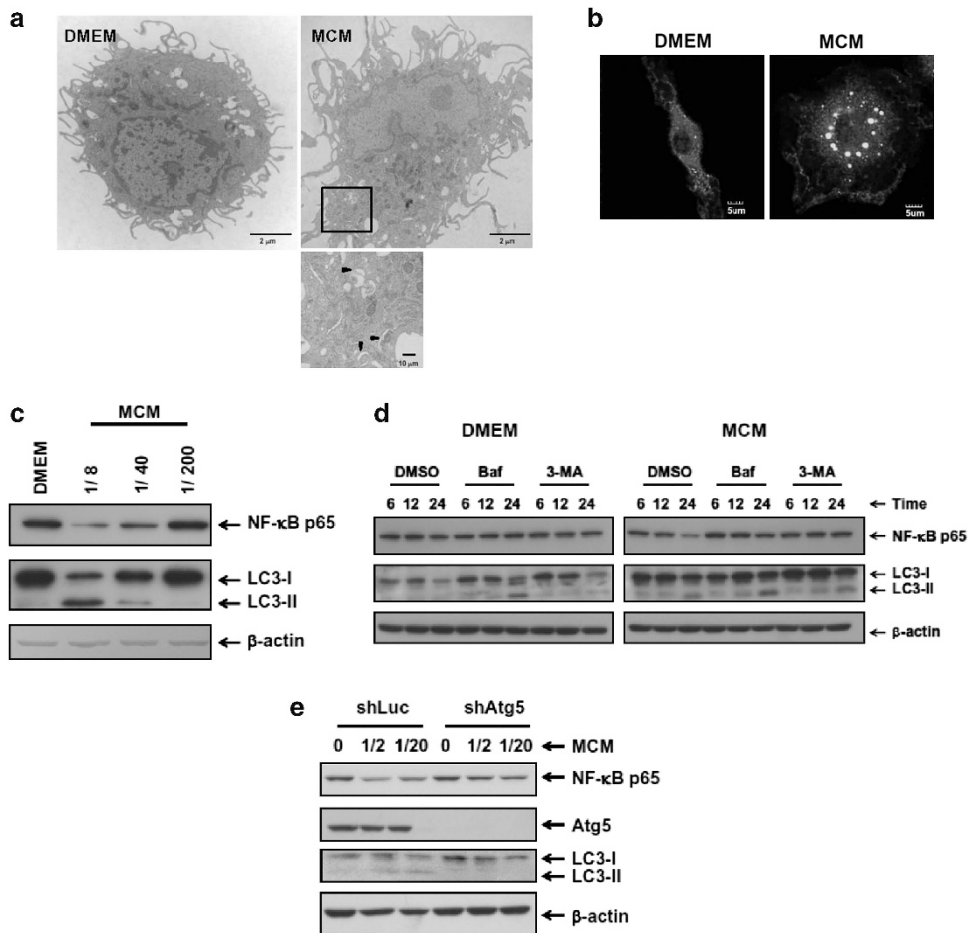 a
DMEM
MCM
2 µm
2 µm
10 µm
b
DMEM
MCM
5um
5um
c
MCM
DMEM
1/ 8
1/ 40
1/ 200
NF-κB p65
LC3-I
LC3-II
β-actin
d
DMEM
MCM
DMSO
Baf
3-MA
DMSO
Baf
3-MA
6 12 24 6 12 24 6 12 24
6 12 24 6 12 24 6 12 24
Time
NF-κB p65
LC3-I
LC3-II
β-actin
e
shLuc
shAtg5
0 1/2 1/20 0 1/2 1/20
MCM
NF-κB p65
Atg5
LC3-I
LC3-II
β-actin